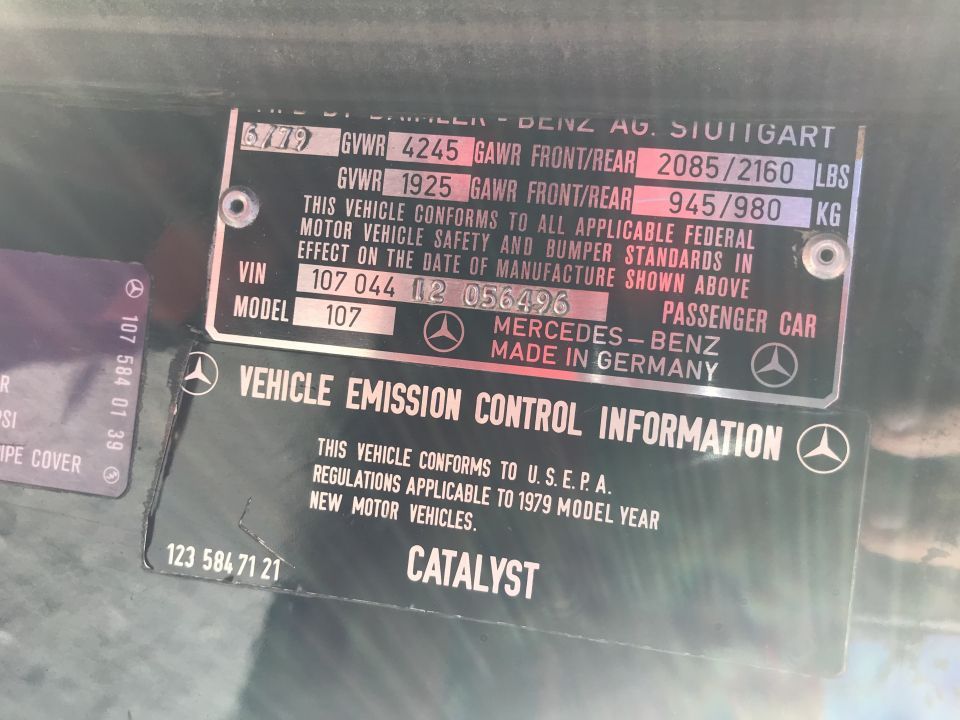 DAIMLER - BENZ AG. STUTTGART
6/79 GVWR 4245 GAWR FRONT/REAR 2085/2160 LBS
GVWR 1925 GAWR FRONT/REAR 945/980 KG
THIS VEHICLE CONFORMS TO ALL APPLICABLE FEDERAL
MOTOR VEHICLE SAFETY AND BUMPER STANDARDS IN
EFFECT ON THE DATE OF MANUFACTURE SHOWN ABOVE
VIN 107 044 12 056496
MODEL 107 PASSENGER CAR
MERCEDES-BENZ
MADE IN GERMANY
107 584 01 39
R
PSI
PIPE COVER
VEHICLE EMISSION CONTROL INFORMATION
THIS VEHICLE CONFORMS TO U.S.E.P.A.
REGULATIONS APPLICABLE TO 1979 MODEL YEAR
NEW MOTOR VEHICLES.
123 584 71 21
CATALYST